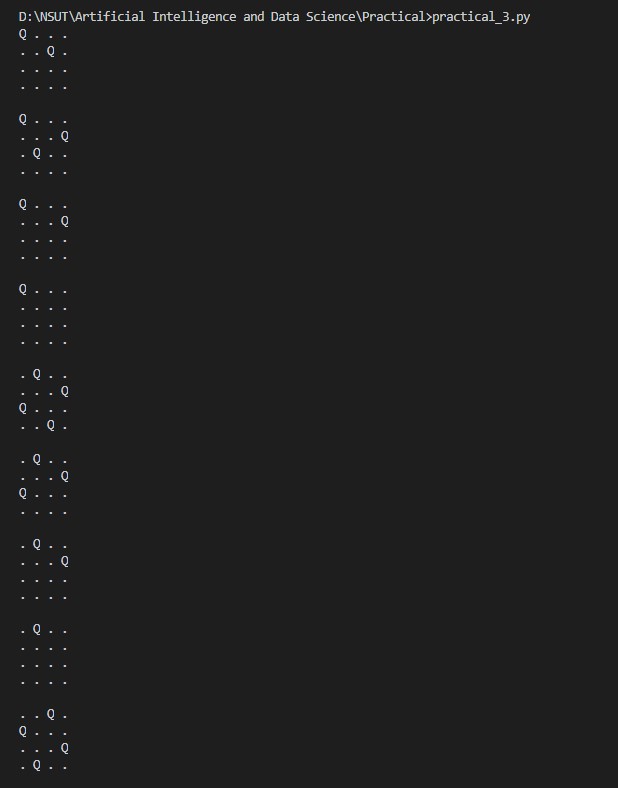 D:\NSUT\Artificial Intelligence and Data Science\Practical>practical_3.py
Q . . .
. . Q .
. . . .
. . . .

Q . . .
. . . Q
. Q . .
. . . .

Q . . .
. . . Q
. . . .
. . . .

Q . . .
. . . .
. . . .
. . . .

. Q . .
. . . Q
Q . . .
. . Q .

. Q . .
. . . Q
Q . . .
. . . .

. Q . .
. . . Q
. . . .
. . . .

. Q . .
. . . .
. . . .
. . . .

. . Q .
Q . . .
. . . Q
. Q . .